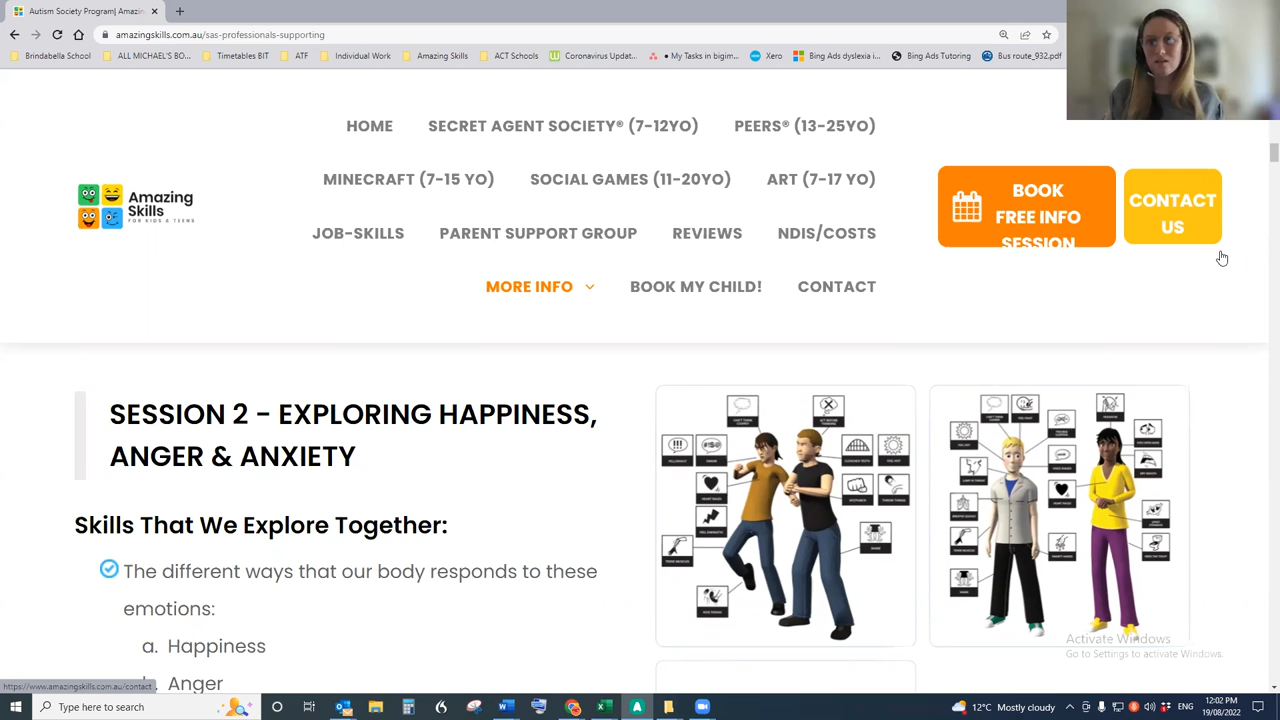 Autism Society Program| Amazin
amazingskills.com.au/sas-professionals-supporting
Brindabella School
ALL MICHAEL'S BO...
Timetables BIT
ATF
Individual Work
Amazing Skills
ACT Schools
Coronavirus Updat...
• My Tasks in bigim...
Xero
Bing Ads dyslexia i...
Bing Ads Tutoring
Bus route_932.pdf
HOME
SECRET AGENT SOCIETY® (7-12YO)
PEERS® (13-25YO)
MINECRAFT (7-15 YO)
SOCIAL GAMES (11-20YO)
ART (7-17 YO)
JOB-SKILLS
PARENT SUPPORT GROUP
REVIEWS
NDIS/COSTS
MORE INFO
BOOK MY CHILD!
CONTACT
Amazing
Skills
FOR KIDS & TEENS
BOOK
FREE INFO
SESSION
CONTACT
US
SESSION 2 - EXPLORING HAPPINESS,
ANGER & ANXIETY
Skills That We Explore Together:
The different ways that our body responds to these
emotions:
a. Happiness
Anger
Activate Windows
Go to Settings to activate Windows.
https://www.amazingskills.com.au/contact
Type here to search
12°C Mostly cloudy
12:02 PM
19/08/2022